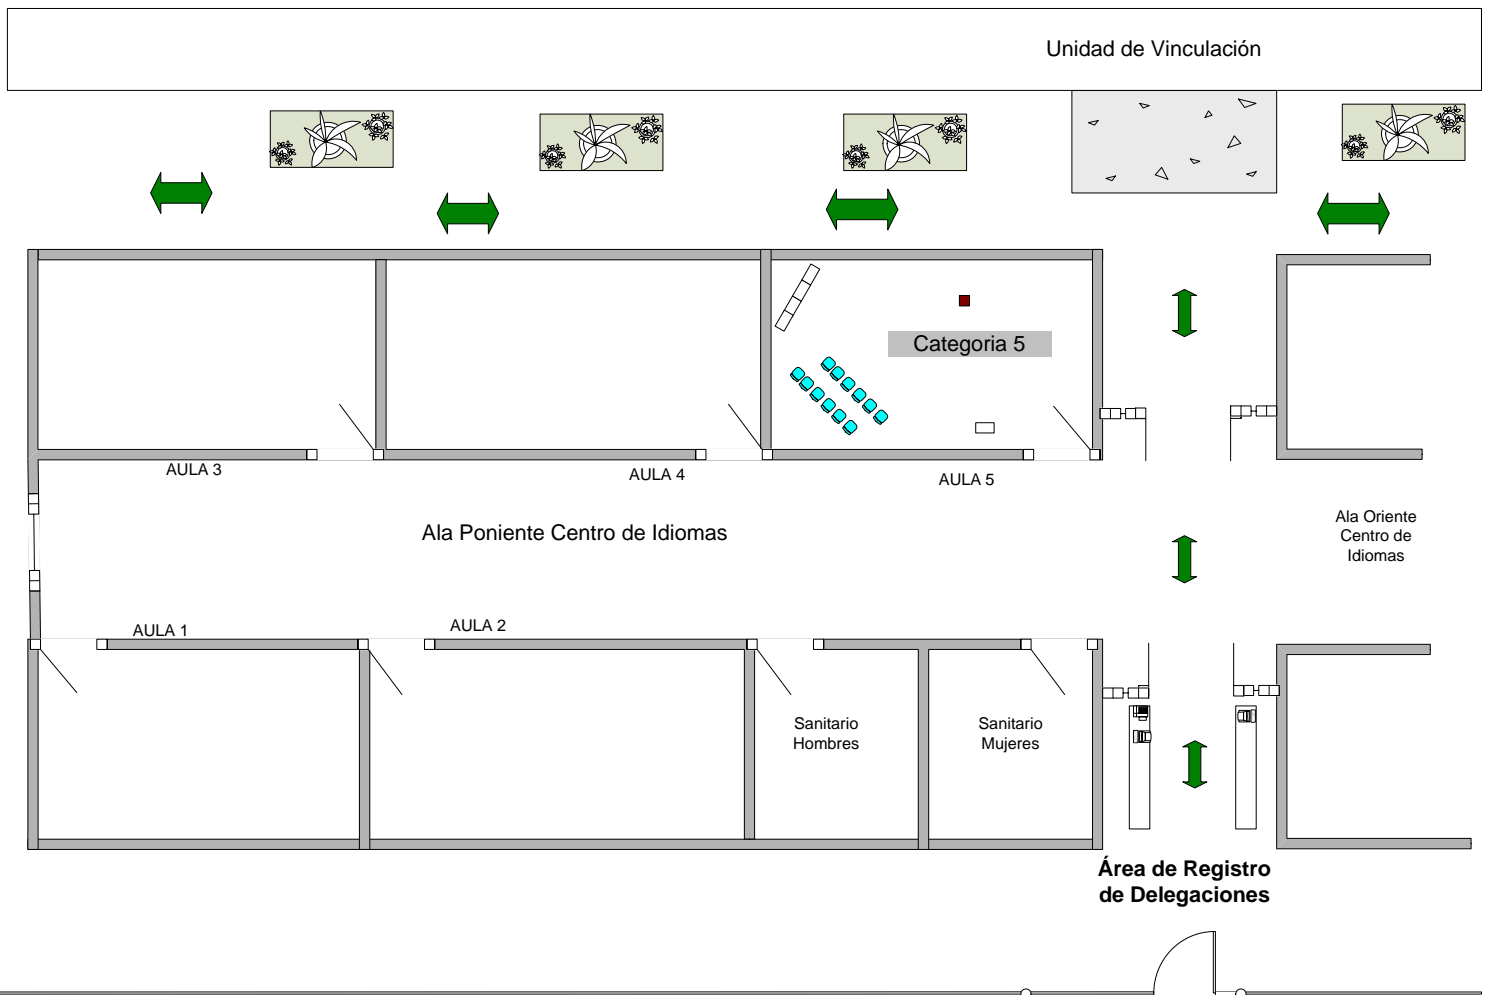 Unidad de Vinculación
Categoria 5
AULA 3
AULA 4
AULA 5
Ala Poniente Centro de Idiomas
Ala Oriente
Centro de
Idiomas
AULA 1
AULA 2
Sanitario
Hombres
Sanitario
Mujeres
Área de Registro
de Delegaciones